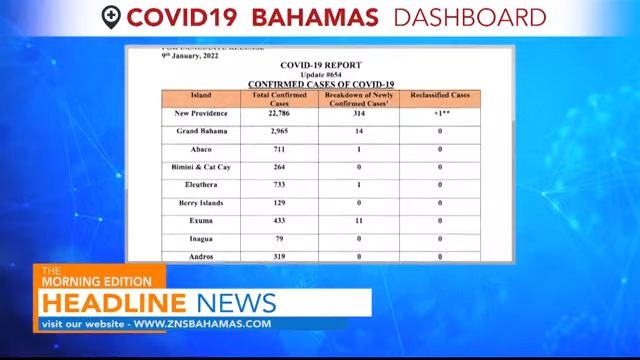 COVID19 BAHAMAS DASHBOARD
FOR IMMEDIATE RELEASE
9th January, 2022
COVID-19 REPORT
Update #654
CONFIRMED CASES OF COVID-19
Island Total Confirmed Cases Breakdown of Newly Confirmed Cases¹ Reclassified Cases
New Providence 22,786 314 +1**
Grand Bahama 2,965 14 0
Abaco 711 1 0
Bimini & Cat Cay 264 0 0
Eleuthera 733 1 0
Berry Islands 129 0 0
Exuma 433 11 0
Inagua 79 0 0
Andros 319 0 0
THE
MORNING EDITION
HEADLINE NEWS
visit our website - WWW.ZNSBAHAMAS.COM